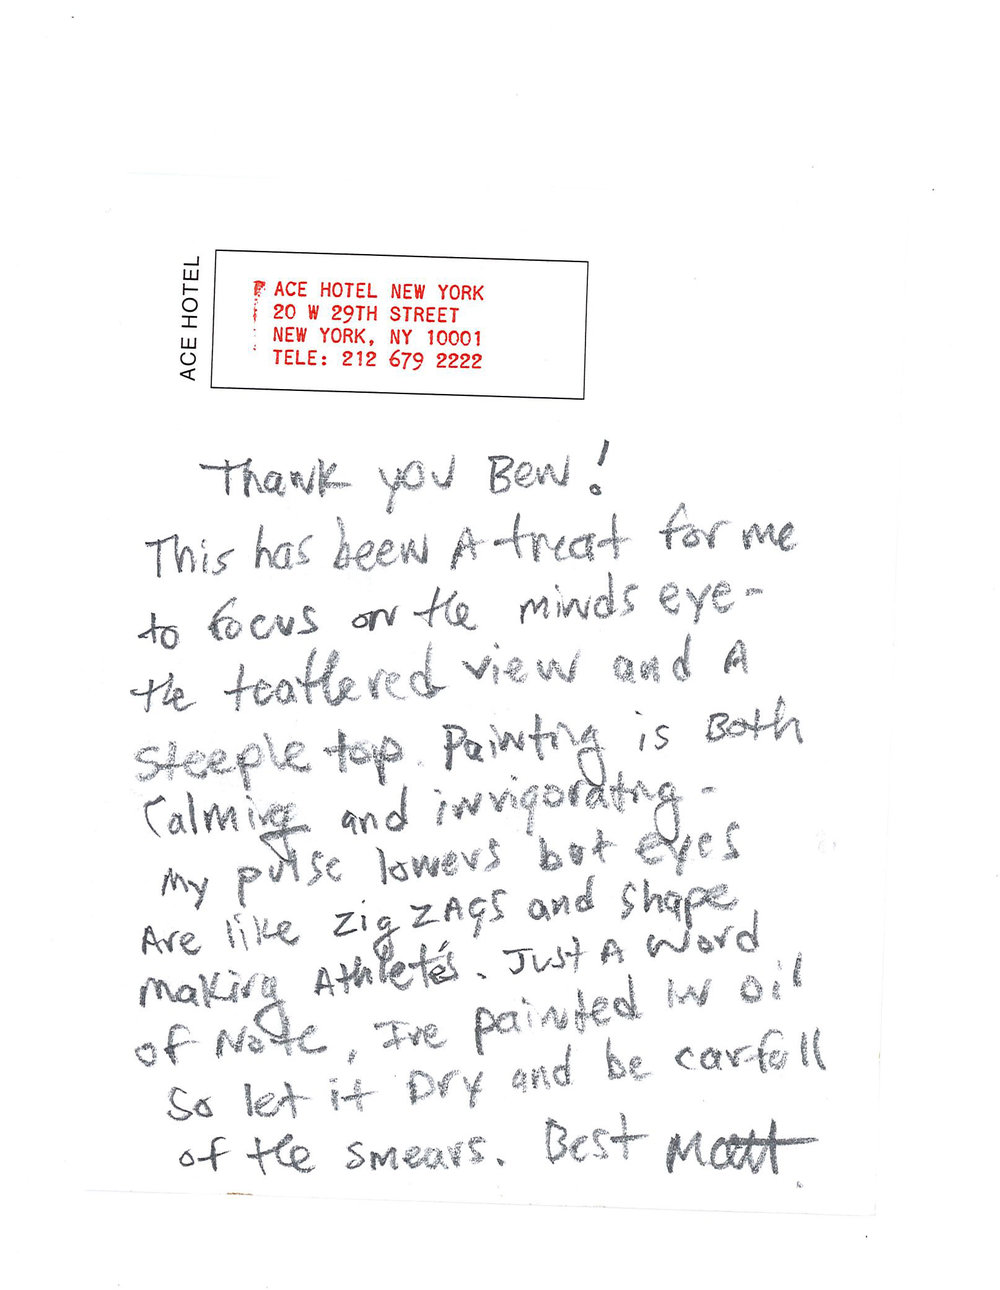 ACE HOTEL
ACE HOTEL NEW YORK
20 W 29TH STREET
NEW YORK, NY 10001
TELE: 212 679 2222
Thank you Ben!
This has been A treat for me
to focus on the minds eye-
the teathered view and A
steeple top. Painting is Both
Calming and invigorating -
My pulse lowers but eyes
Are like zig zAgs and shape
making Athleté's. Just A word
of Note, I've painted in oil
So let it Dry and be carfull
of the smears. Best Matt